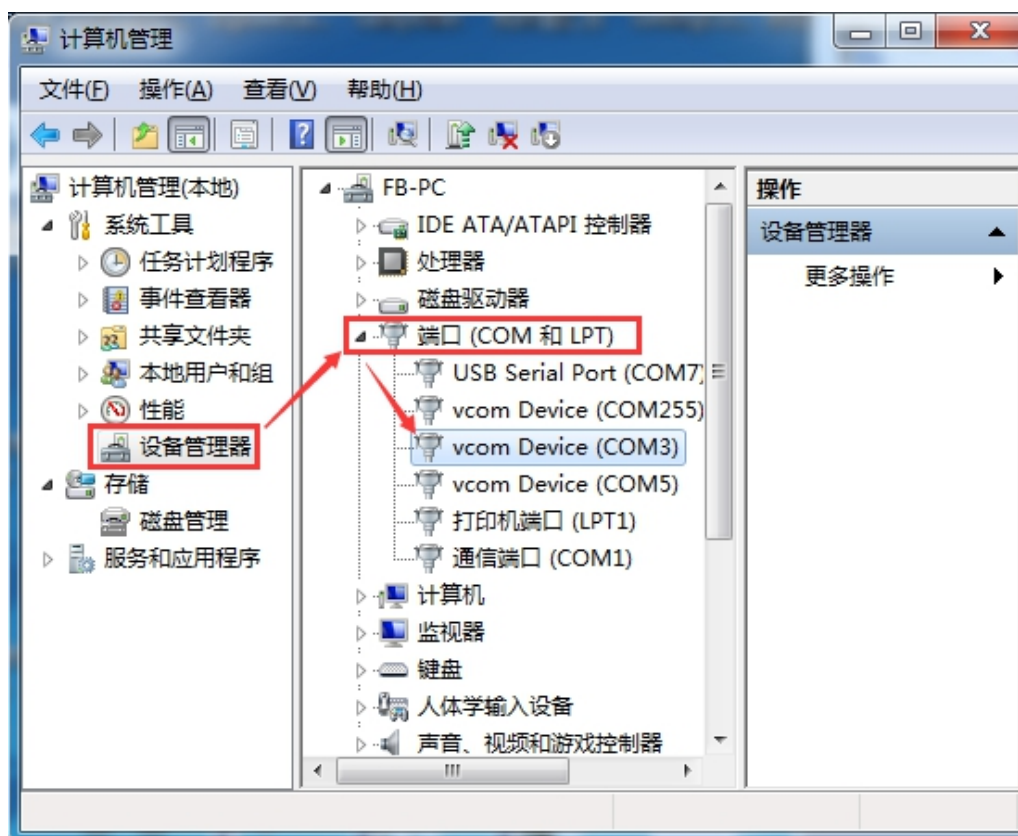 计算机管理
文件(F) 操作(A) 查看(V) 帮助(H)
计算机管理(本地)
系统工具
任务计划程序
事件查看器
共享文件夹
本地用户和组
性能
设备管理器
存储
磁盘管理
服务和应用程序
FB-PC
IDE ATA/ATAPI 控制器
处理器
磁盘驱动器
端口 (COM 和 LPT)
USB Serial Port (COM7)
vcom Device (COM255)
vcom Device (COM3)
vcom Device (COM5)
打印机端口 (LPT1)
通信端口 (COM1)
计算机
监视器
键盘
人体学输入设备
声音、视频和游戏控制器
操作
设备管理器
更多操作